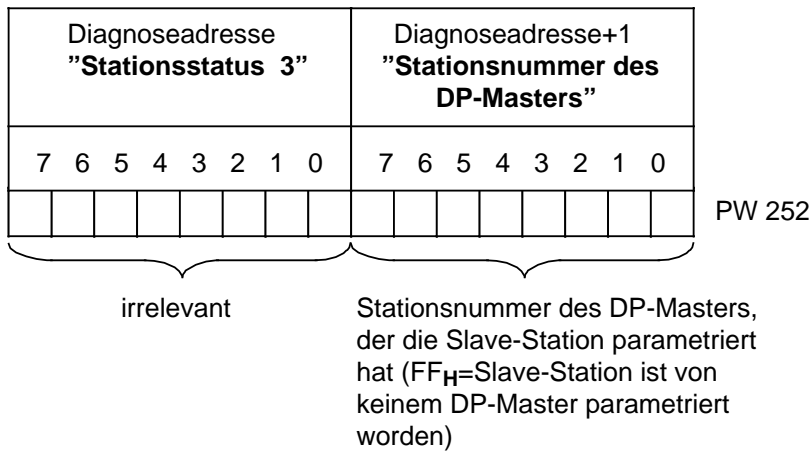 Diagnoseadresse
”Stationsstatus 3”
Diagnoseadresse+1
”Stationsnummer des
DP-Masters”
7 6 5 4 3 2 1 0 7 6 5 4 3 2 1 0
PW 252
irrelevant
Stationsnummer des DP-Masters,
der die Slave-Station parametriert
hat (FFH=Slave-Station ist von
keinem DP-Master parametriert
worden)